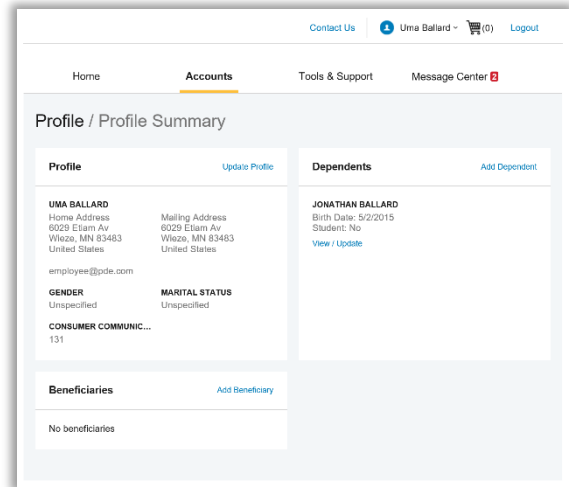 Contact Us
Uma Ballard
(0)
Logout
Home
Accounts
Tools & Support
Message Center 2
Profile / Profile Summary
Profile
Update Profile
UMA BALLARD
Home Address
6029 Etiam Av
Wieze, MN 83483
United States
Mailing Address
6029 Etiam Av
Wieze, MN 83483
United States
employee@pde.com
GENDER
Unspecified
MARITAL STATUS
Unspecified
CONSUMER COMMUNIC...
131
Dependents
Add Dependent
JONATHAN BALLARD
Birth Date: 5/2/2015
Student: No
View / Update
Beneficiaries
Add Beneficiary
No beneficiaries